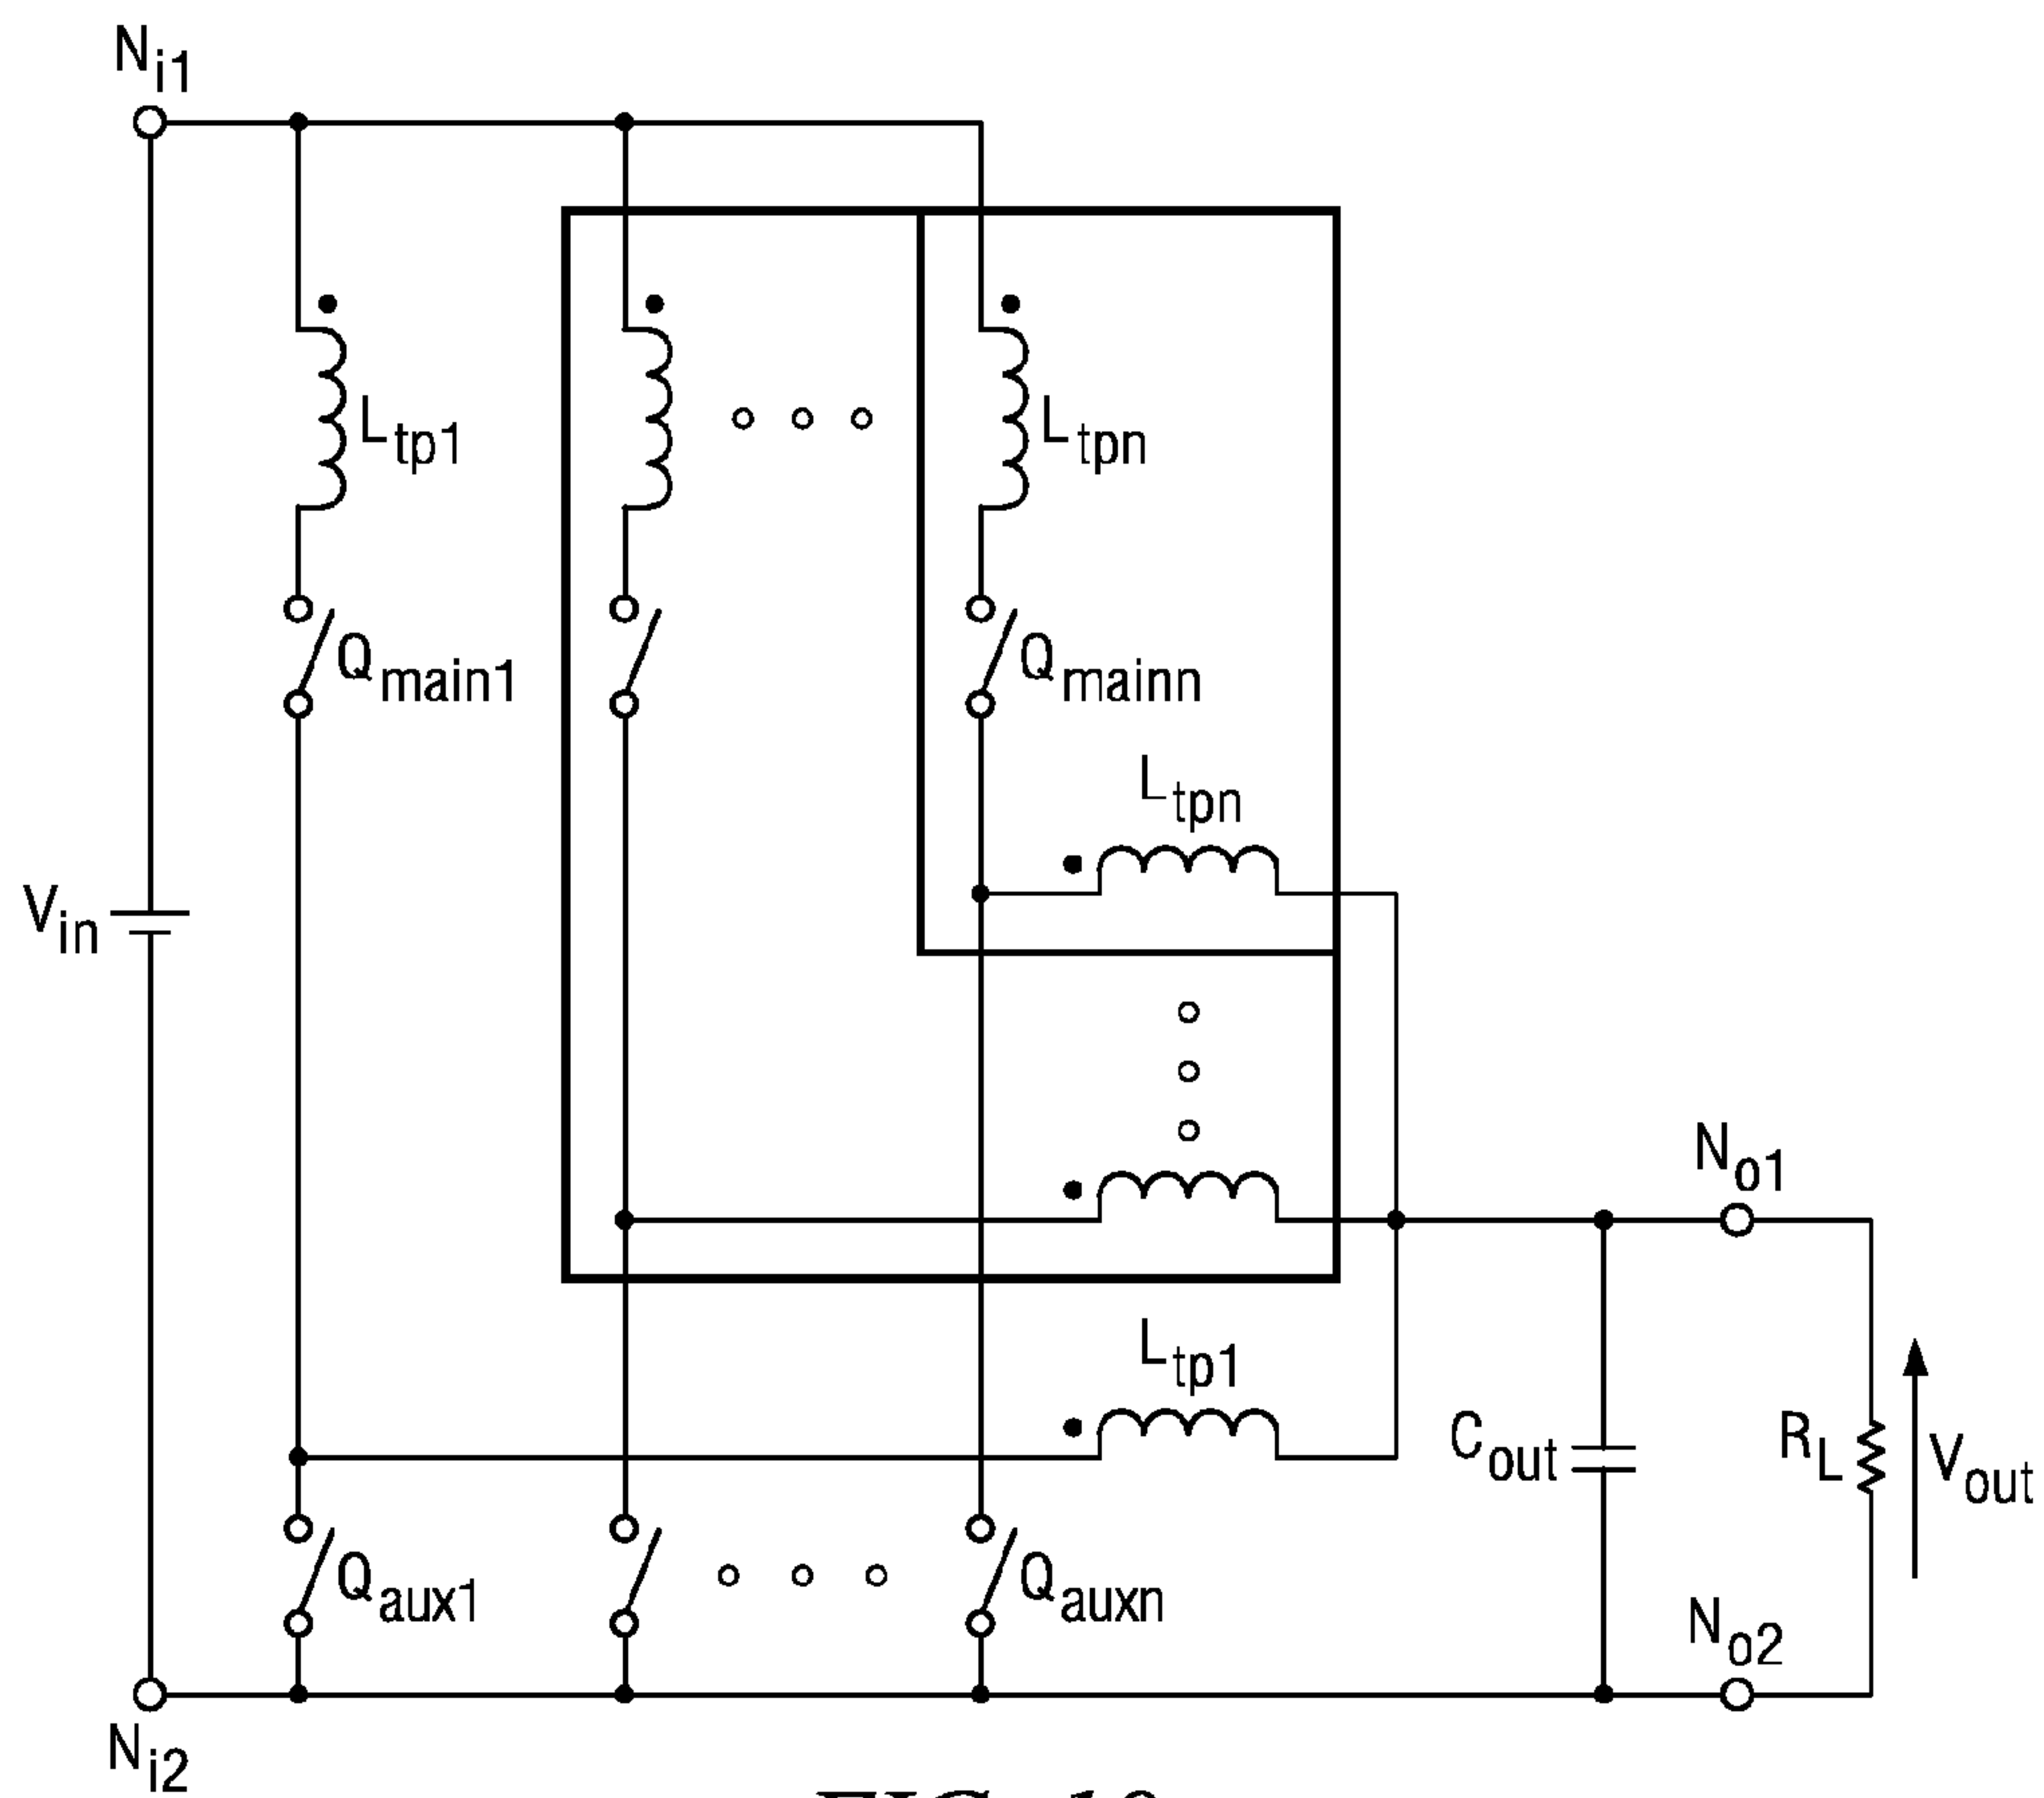 Ni1
Ltp1
Ltpn
Qmain1
Qmainn
Ltpn
Vin
No1
Ltp1
Cout
RL
Vout
Qaux1
Qauxn
No2
Ni2